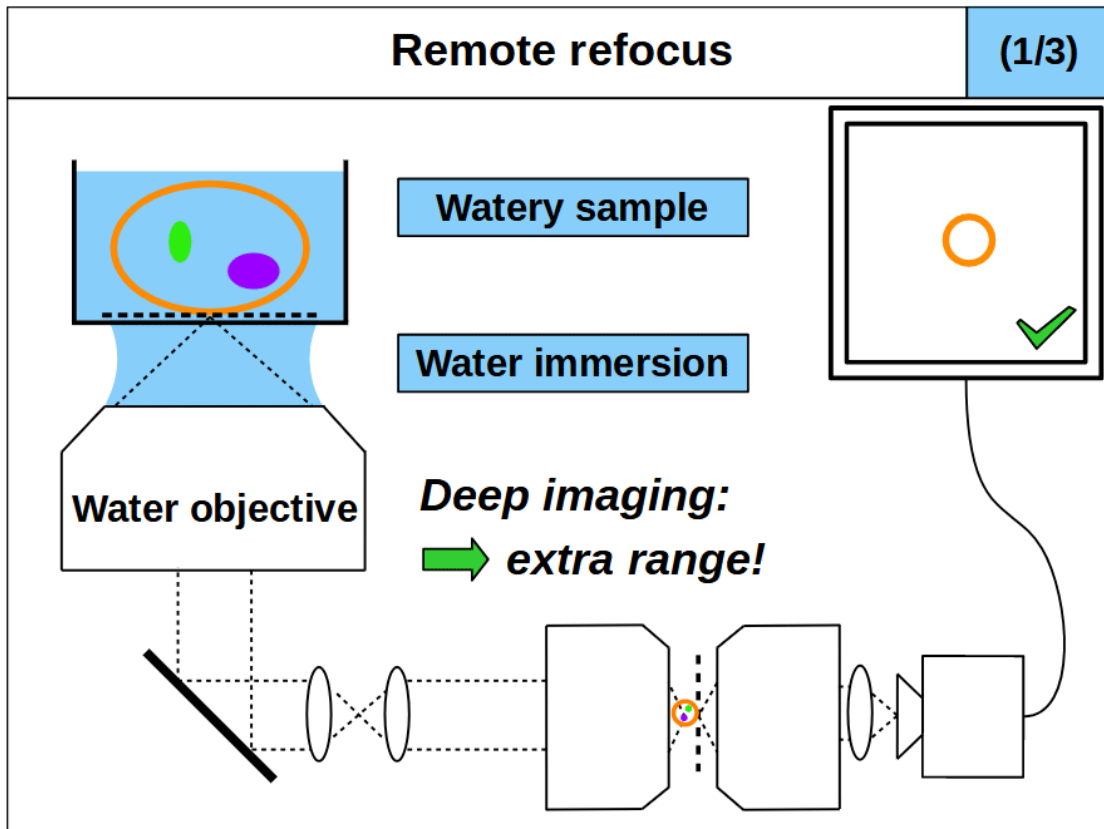 Remote refocus
(1/3)
Watery sample
Water immersion
Water objective
Deep imaging:
extra range!